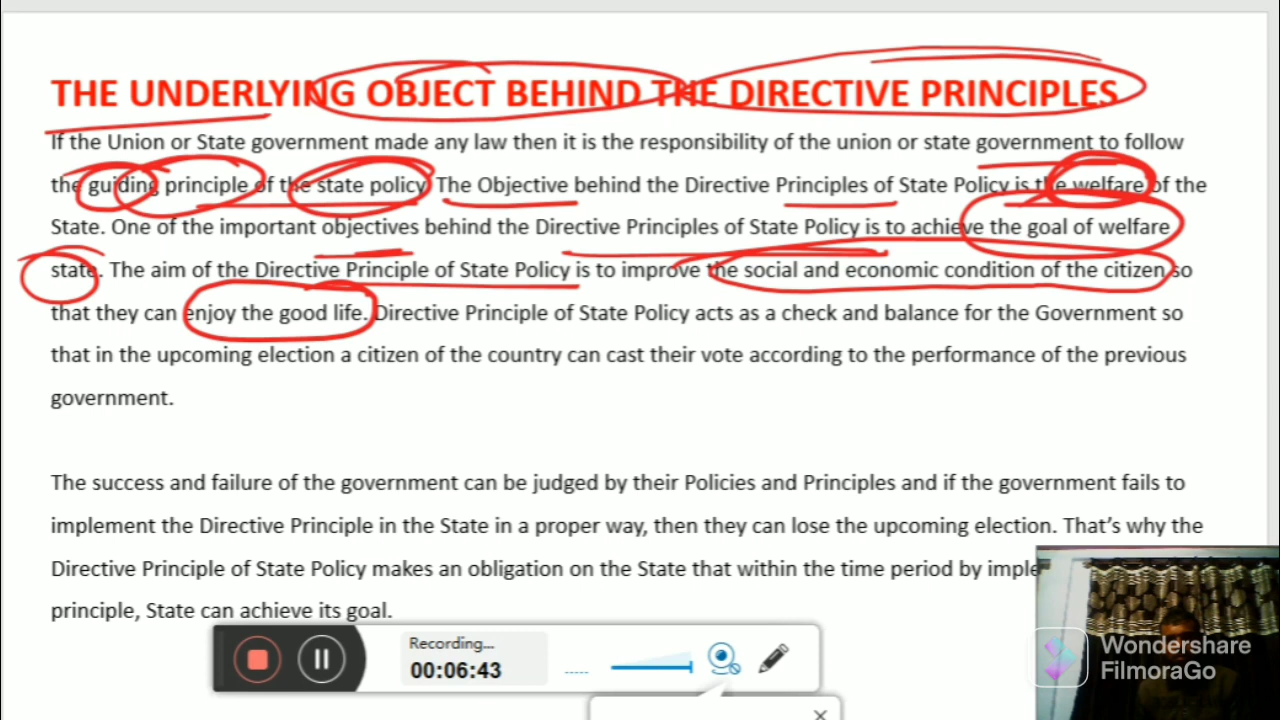 THE UNDERLYING OBJECT BEHIND THE DIRECTIVE PRINCIPLES
If the Union or State government made any law then it is the responsibility of the union or state government to follow
the guiding principle of the state policy. The Objective behind the Directive Principles of State Policy is the welfare of the
State. One of the important objectives behind the Directive Principles of State Policy is to achieve the goal of welfare
state. The aim of the Directive Principle of State Policy is to improve the social and economic condition of the citizen so
that they can enjoy the good life. Directive Principle of State Policy acts as a check and balance for the Government so
that in the upcoming election a citizen of the country can cast their vote according to the performance of the previous
government.
The success and failure of the government can be judged by their Policies and Principles and if the government fails to
implement the Directive Principle in the State in a proper way, then they can lose the upcoming election. That's why the
Directive Principle of State Policy makes an obligation on the State that within the time period by
principle, State can achieve its goal.
Recording...
00:06:43
Wondershare
FilmoraGo